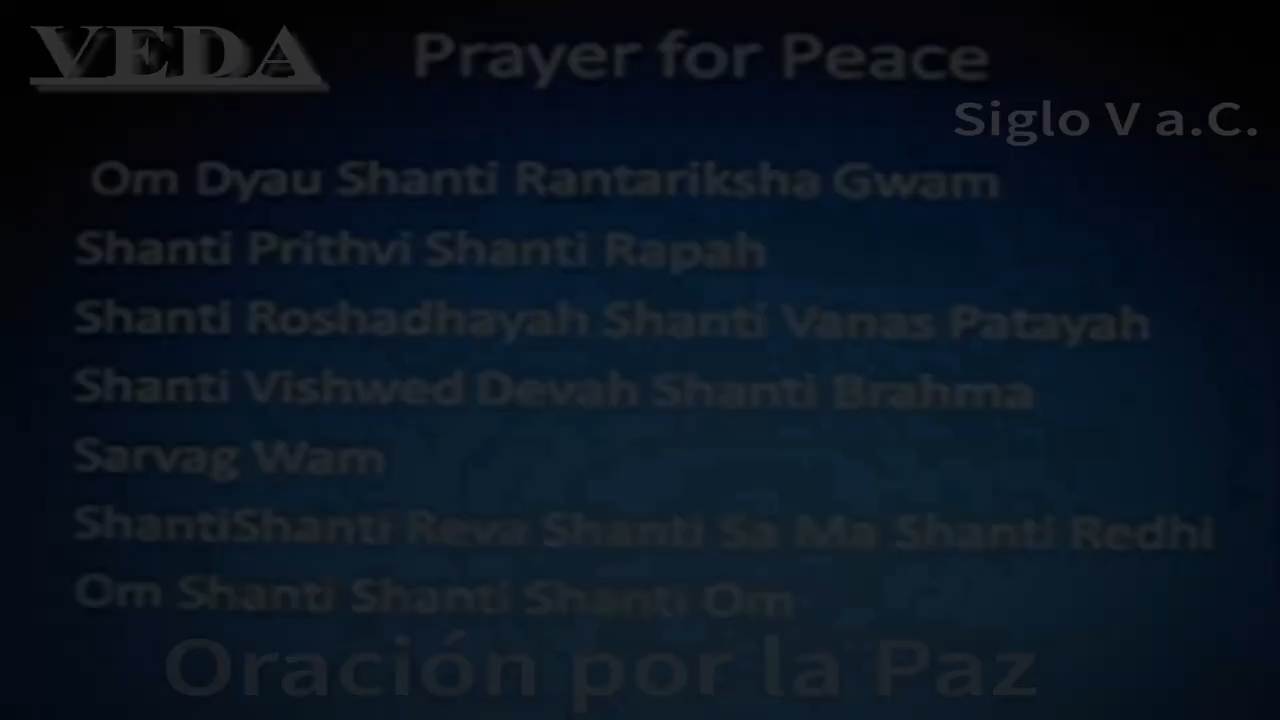 VEDA
Prayer for Peace
Siglo V a.C.
Om Dyau Shanti Rantariksha Gwam
Shanti Prithvi Shanti Rapah
Shanti Roshadhayah Shanti Vanas Patayah
Shanti Vishwed Devah Shanti Brahma
Sarvag Wam
ShantiShanti Reva Shanti Sa Ma Shanti Redhi
Om Shanti Shanti Shanti Om
Oración por la Paz